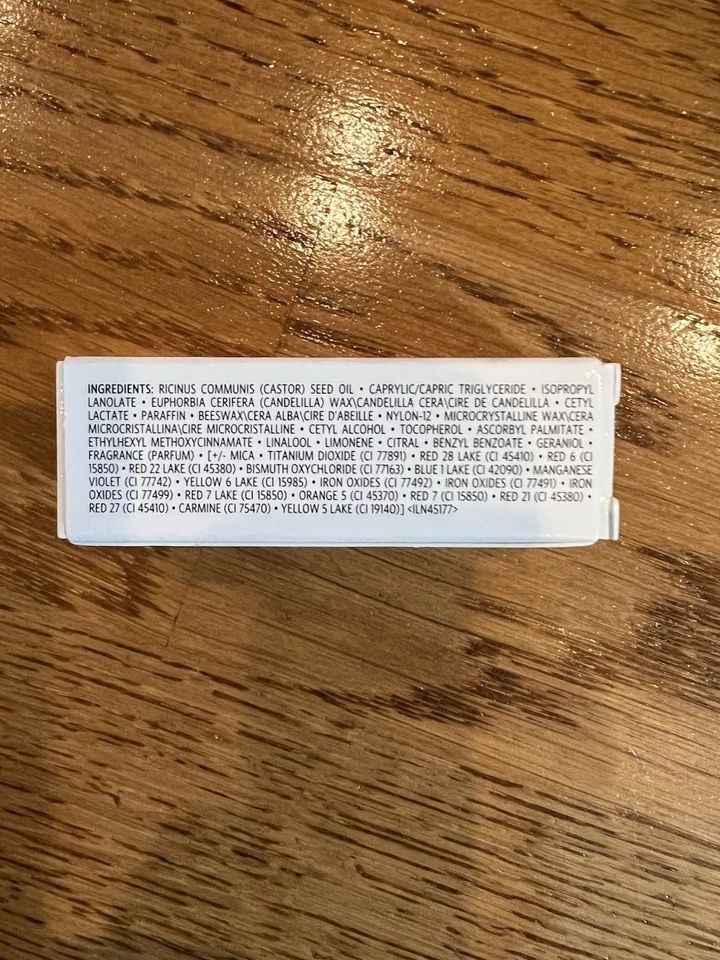 INGREDIENTS: RICINUS COMMUNIS (CASTOR) SEED OIL • CAPRYLIC/CAPRIC TRIGLYCERIDE • ISOPROPYL
LANOLATE • EUPHORBIA CERIFERA (CANDELILLA) WAX\CANDELILLA CERA\CIRE DE CANDELILLA • CETYL
LACTATE • PARAFFIN • BEESWAX\CERA ALBA\CIRE D'ABEILLE • NYLON-12 • MICROCRYSTALLINE WAX\CERA
MICROCRISTALLINA\CIRE MICROCRISTALLINE • CETYL ALCOHOL • TOCOPHEROL • ASCORBYL PALMITATE •
ETHYLHEXYL METHOXYCINNAMATE • LINALOOL • LIMONENE • CITRAL • BENZYL BENZOATE • GERANIOL •
FRAGRANCE (PARFUM) • [+/- MICA • TITANIUM DIOXIDE (CI 77891) • RED 28 LAKE (CI 45410) • RED 6 (CI
15850) • RED 22 LAKE (CI 45380) • BISMUTH OXYCHLORIDE (CI 77163) • BLUE 1 LAKE (CI 42090) • MANGANESE
VIOLET (CI 77742) • YELLOW 6 LAKE (CI 15985) • IRON OXIDES (CI 77492) • IRON OXIDES (CI 77491) • IRON
OXIDES (CI 77499) • RED 7 LAKE (CI 15850) • ORANGE 5 (CI 45370) • RED 7 (CI 15850) • RED 21 (CI 45380) •
RED 27 (CI 45410) • CARMINE (CI 75470) • YELLOW 5 LAKE (CI 19140)] <ILN45177>